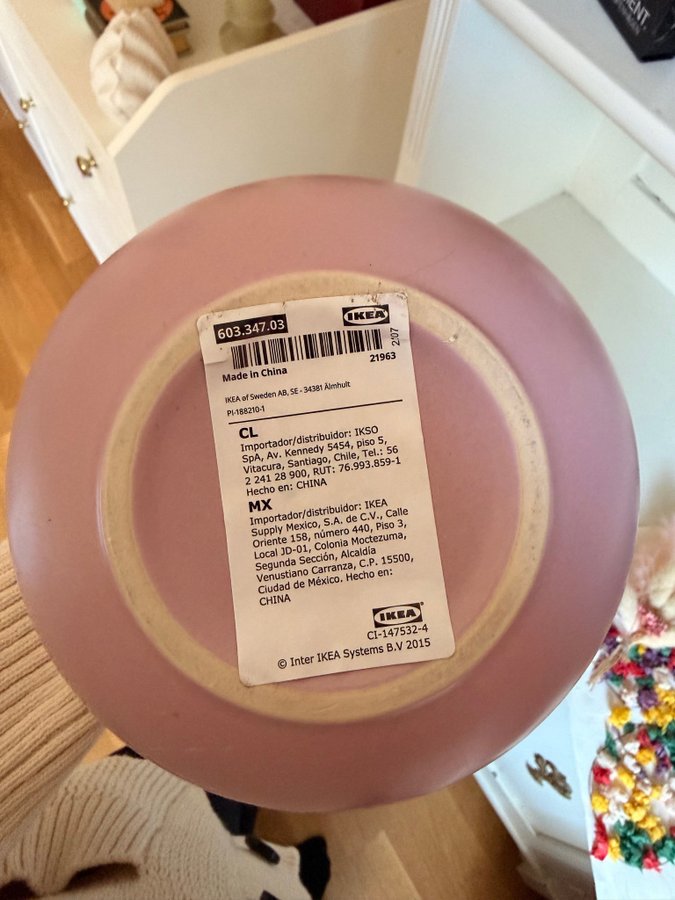 MENT
603.347.03
IKEA
2207
21963
Made in China
IKEA of Sweden AB, SE - 34381 Älmhult
PI-188210-1
CL
Importador/distribuidor: IKSO
SpA, Av. Kennedy 5454, piso 5,
Vitacura, Santiago, Chile, Tel.: 56
2 241 28 900, RUT: 76.993.859-1
Hecho en: CHINA
MX
Importador/distribuidor: IKEA
Supply Mexico, S.A. de C.V., Calle
Oriente 158, número 440, Piso 3,
Local JD-01, Colonia Moctezuma,
Segunda Sección, Alcaldía
Venustiano Carranza, C.P. 15500,
Ciudad de México. Hecho en:
CHINA
IKEA
CI-147532-4
© Inter IKEA Systems B.V 2015